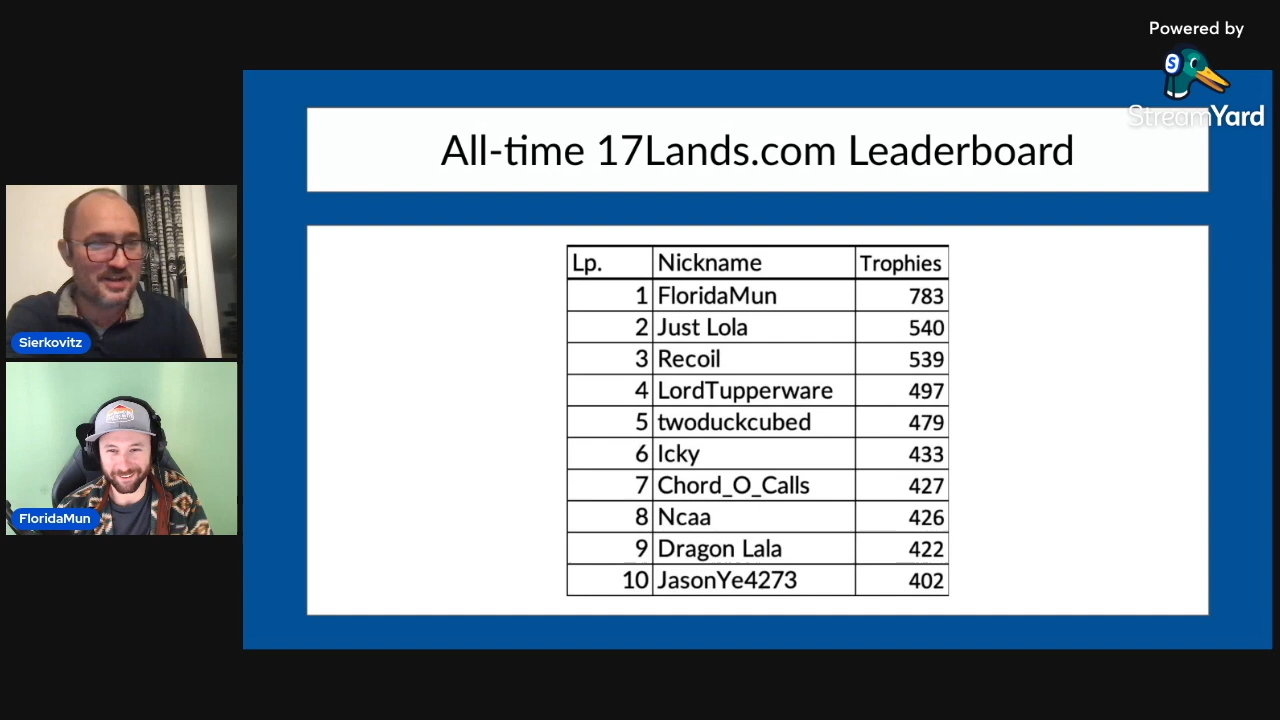 Powered by
S
StreamYard
All-time 17Lands.com Leaderboard
Lp. Nickname Trophies
1 FloridaMun 783
2 Just Lola 540
3 Recoil 539
4 LordTupperware 497
5 twoduckcubed 479
6 Icky 433
7 Chord_O_Calls 427
8 Ncaa 426
9 Dragon Lala 422
10 JasonYe4273 402
Sierkovitz
FloridaMun